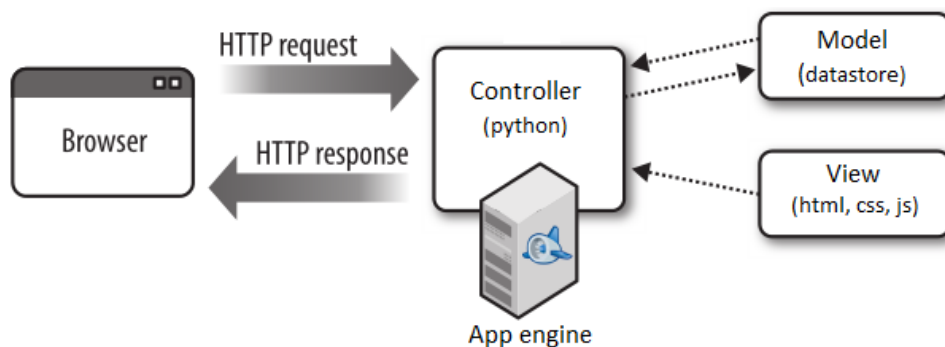 HTTP request
Browser
HTTP response
Controller
(python)
App engine
Model
(datastore)
View
(html, css, js)